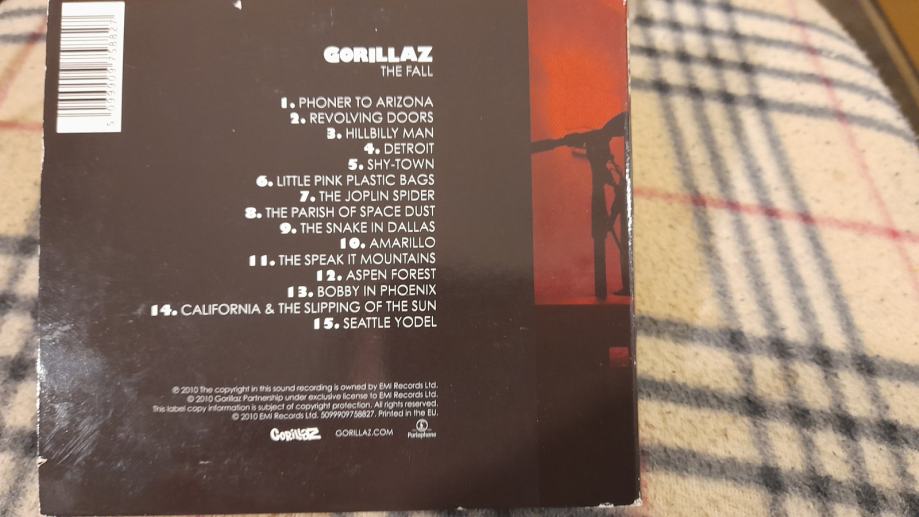 GORILLAZ
THE FALL
1. PHONER TO ARIZONA
2. REVOLVING DOORS
3. HILLBILLY MAN
4. DETROIT
5. SHY-TOWN
6. LITTLE PINK PLASTIC BAGS
7. THE JOPLIN SPIDER
8. THE PARISH OF SPACE DUST
9. THE SNAKE IN DALLAS
10. AMARILLO
11. THE SPEAK IT MOUNTAINS
12. ASPEN FOREST
13. BOBBY IN PHOENIX
14. CALIFORNIA & THE SLIPPING OF THE SUN
15. SEATTLE YODEL
℗ 2010 The copyright in this sound recording is owned by EMI Records Ltd.
© 2010 Gorillaz Partnership under exclusive license to EMI Records Ltd.
This label copy information is subject of copyright protection. All rights reserved.
© 2010 EMI Records Ltd. 5099909758827. Printed in the EU.
GORILLAZ GORILLAZ.COM Parlophone